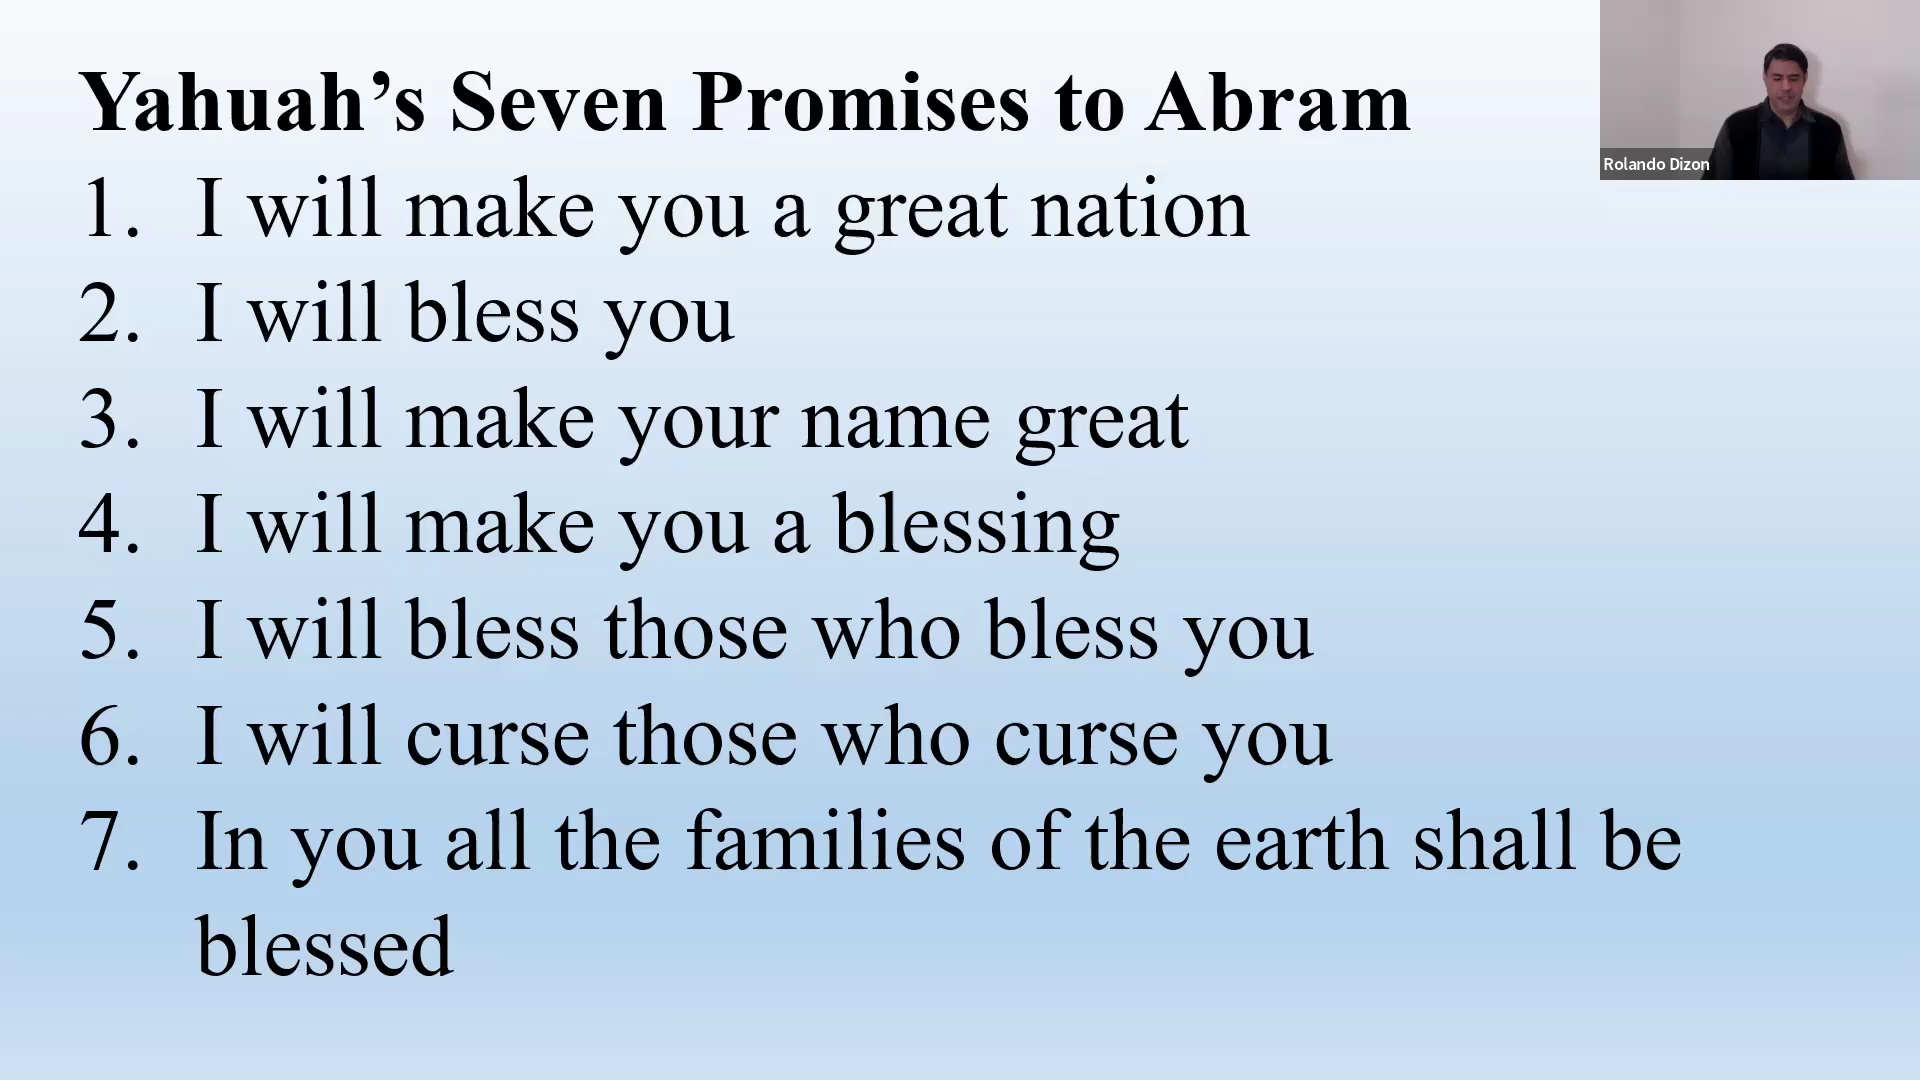 Yahuah’s Seven Promises to Abram
1. I will make you a great nation
2. I will bless you
3. I will make your name great
4. I will make you a blessing
5. I will bless those who bless you
6. I will curse those who curse you
7. In you all the families of the earth shall be
blessed
Rolando Dizon